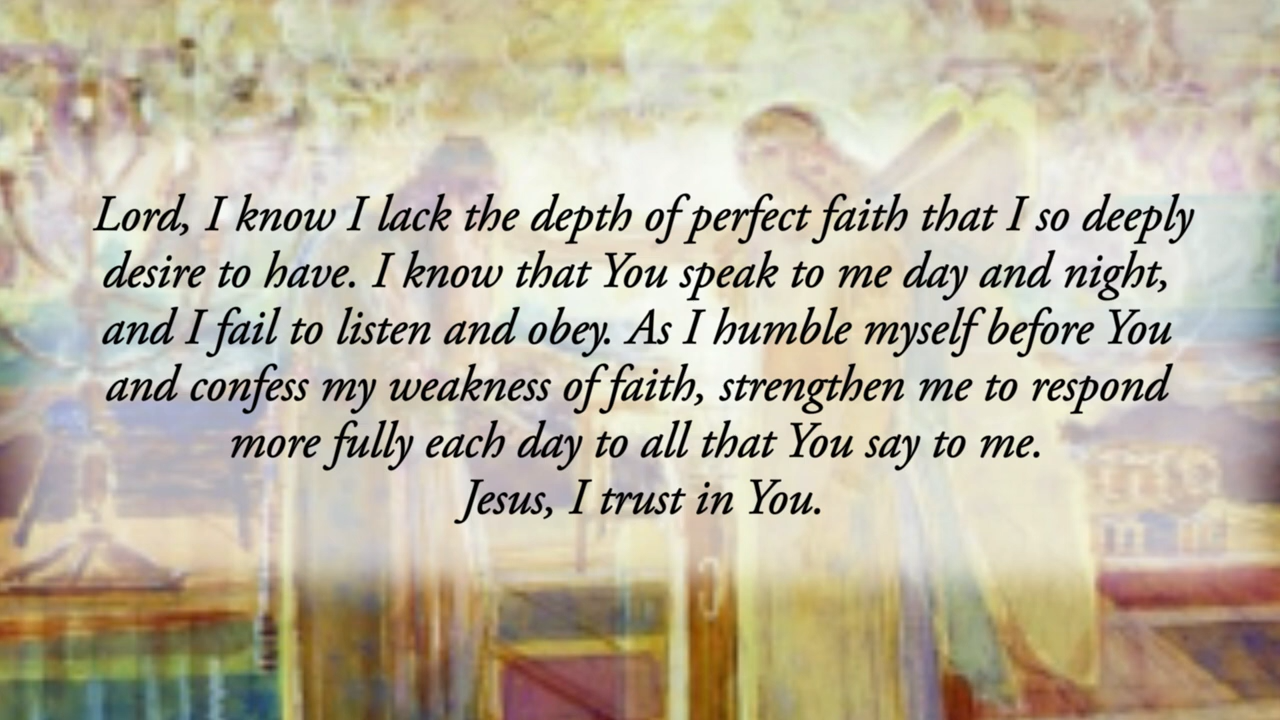 Lord, I know I lack the depth of perfect faith that I so deeply
desire to have. I know that You speak to me day and night,
and I fail to listen and obey. As I humble myself before You
and confess my weakness of faith, strengthen me to respond
more fully each day to all that You say to me.
Jesus, I trust in You.